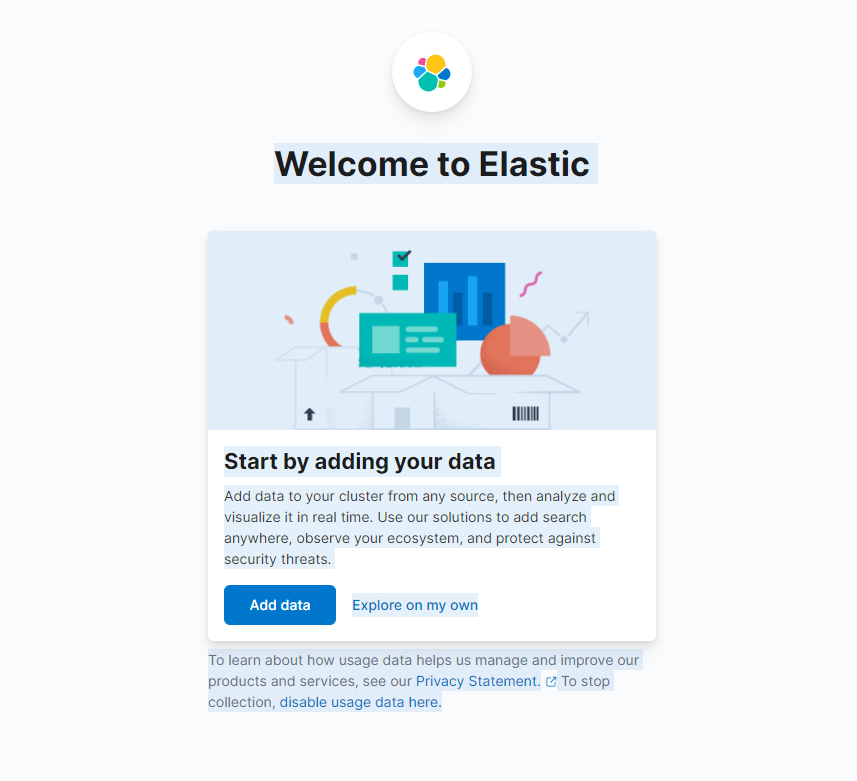 Welcome to Elastic
Start by adding your data
Add data to your cluster from any source, then analyze and
visualize it in real time. Use our solutions to add search
anywhere, observe your ecosystem, and protect against
security threats.
Add data
Explore on my own
To learn about how usage data helps us manage and improve our
products and services, see our Privacy Statement. To stop
collection, disable usage data here.